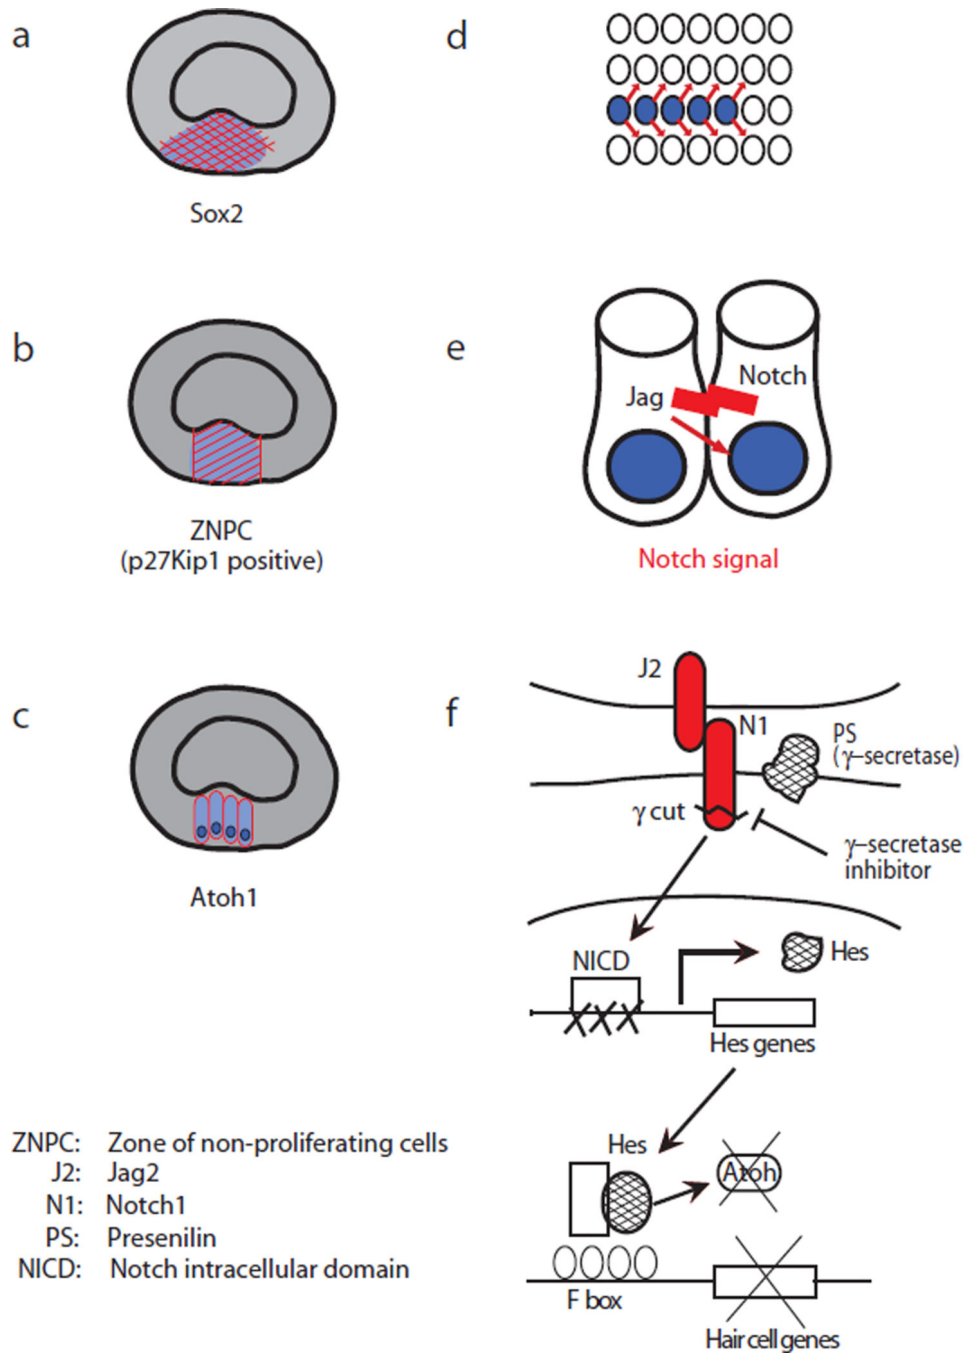 a
Sox2
b
ZNPC
(p27Kip1 positive)
c
Atoh1
d
e
Jag
Notch
Notch signal
f
J2
N1
PS
(γ–secretase)
γ cut
γ–secretase
inhibitor
NICD
Hes
Hes genes
Hes
Atoh
F box
Hair cell genes
ZNPC: Zone of non-proliferating cells
J2: Jag2
N1: Notch1
PS: Presenilin
NICD: Notch intracellular domain